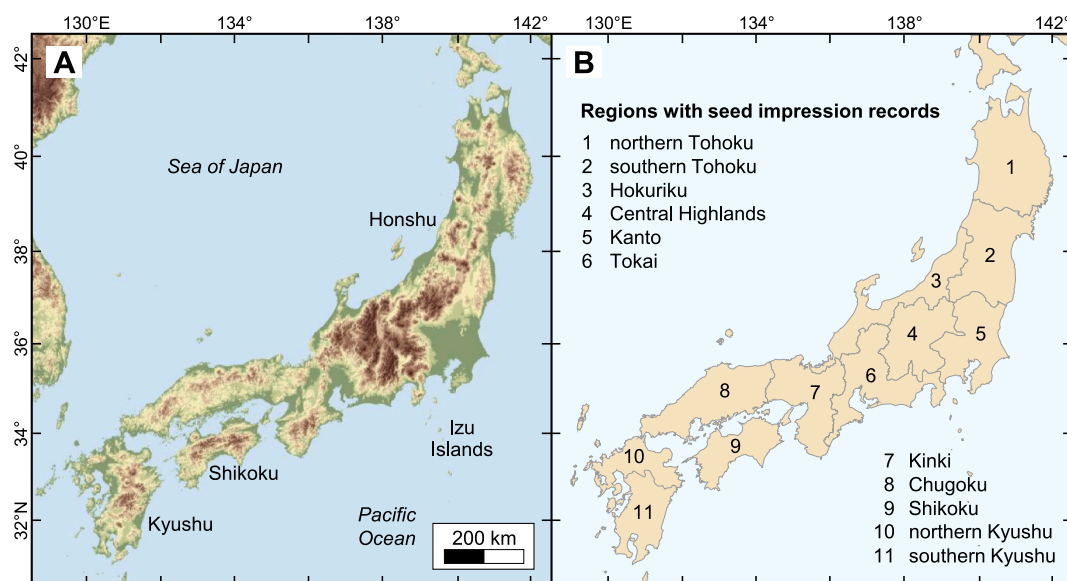 130°E 134° 138° 142° 130°E 134° 138° 142°
A
B
42°
40°
38°
36°
34°
32°N
Sea of Japan
Honshu
Shikoku
Kyushu
Izu
Islands
Pacific
Ocean
200 km
Regions with seed impression records
1 northern Tohoku
2 southern Tohoku
3 Hokuriku
4 Central Highlands
5 Kanto
6 Tokai
1
2
3
4
5
6
7
8
9
10
11
7 Kinki
8 Chugoku
9 Shikoku
10 northern Kyushu
11 southern Kyushu